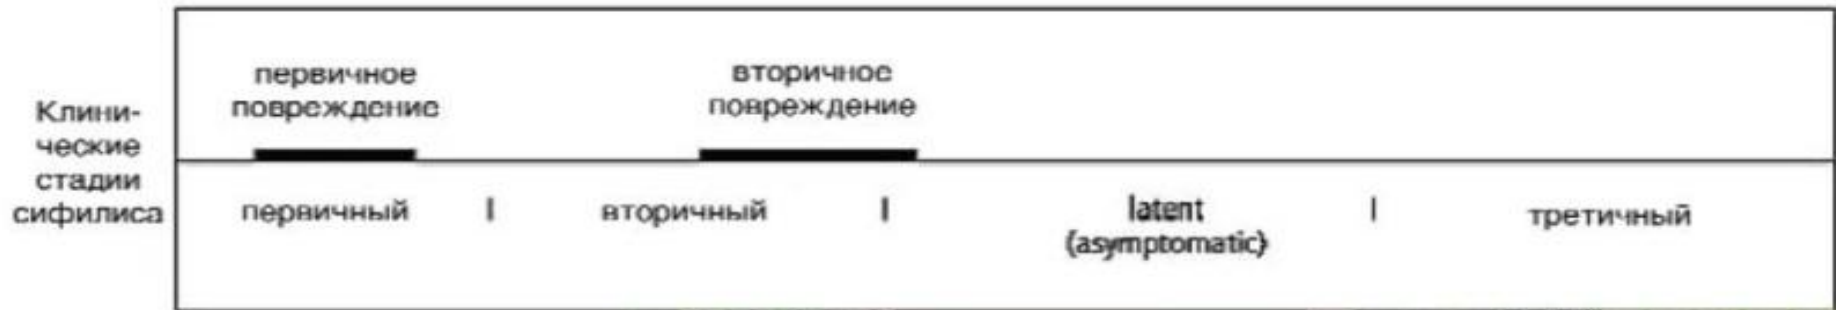 Клини-
ческие
стадии
сифилиса
первичное
повреждение
вторичное
повреждение
первичный | вторичный | latent | третичный
(asymptomatic)